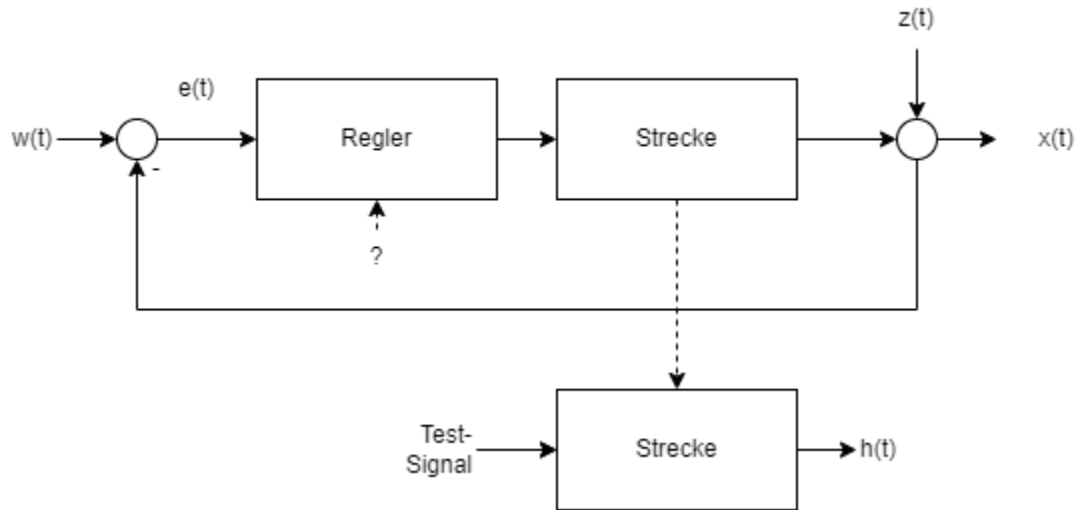 z(t)
e(t)
w(t)
Regler
Strecke
x(t)
-
?
Test-
Signal
Strecke
h(t)